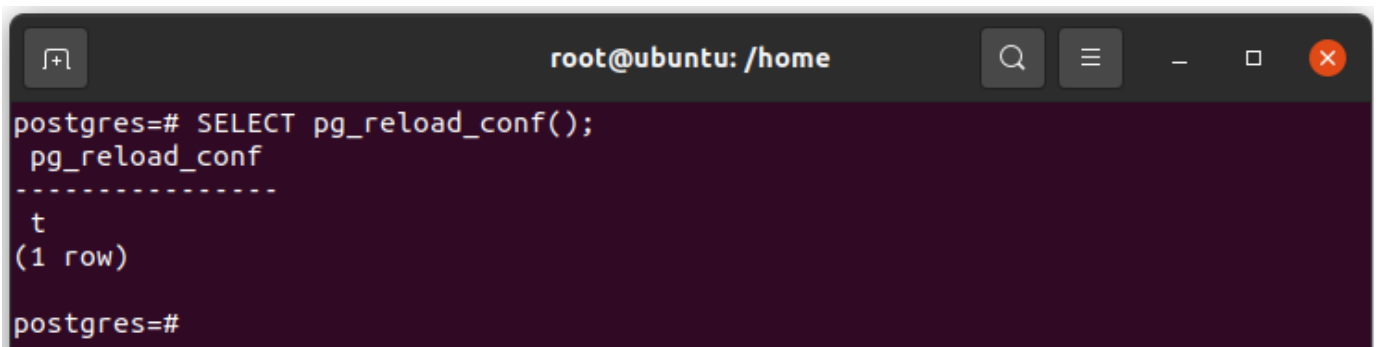 root@ubuntu: /home
postgres=# SELECT pg_reload_conf();
 pg_reload_conf
----------------
 t
(1 row)

postgres=#